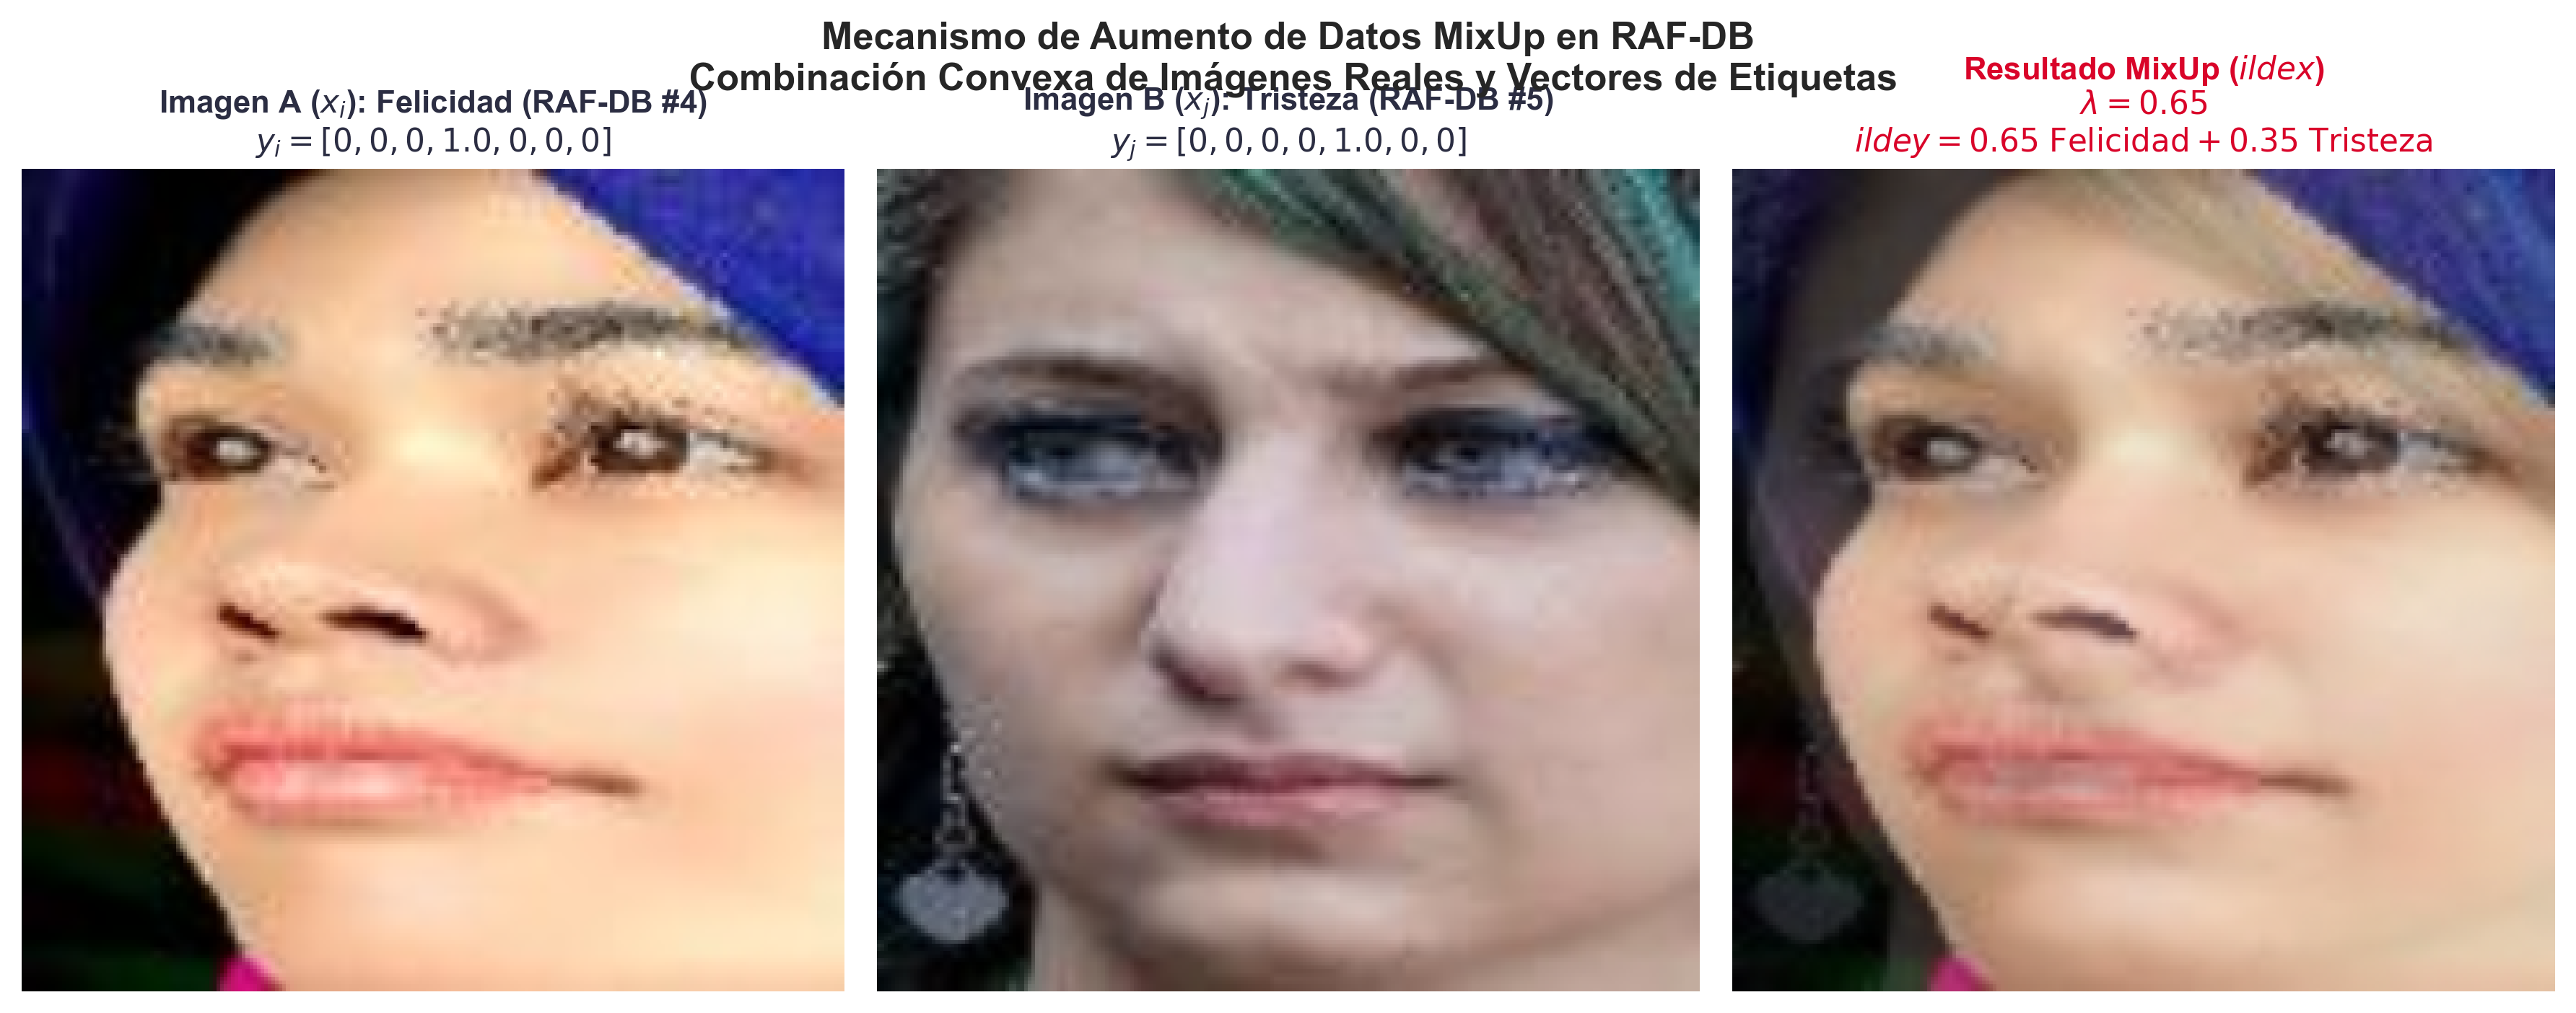 Mecanismo de Aumento de Datos MixUp en RAF-DB
Combinación Convexa de Imágenes Reales y Vectores de Etiquetas
Imagen A (x_i): Felicidad (RAF-DB #4)
y_i = [0, 0, 0, 1.0, 0, 0, 0]
Imagen B (x_j): Tristeza (RAF-DB #5)
y_j = [0, 0, 0, 0, 1.0, 0, 0]
Resultado MixUp (ildex)
λ = 0.65
ildey = 0.65 Felicidad + 0.35 Tristeza